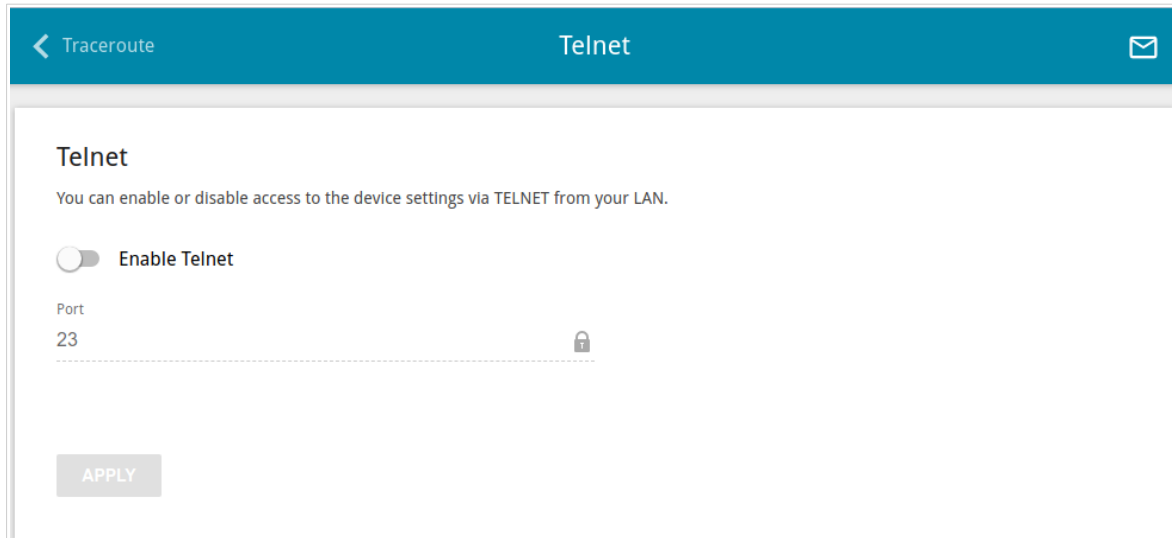 Traceroute
Telnet
Telnet
You can enable or disable access to the device settings via TELNET from your LAN.
Enable Telnet
Port
23
APPLY